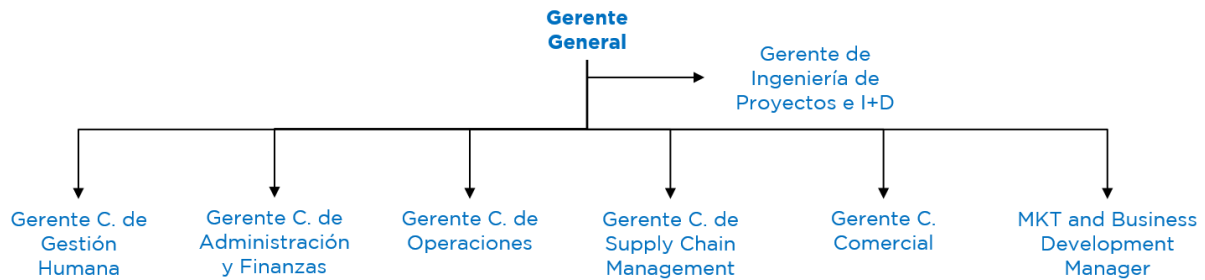 Gerente
General
Gerente de
Ingeniería de
Proyectos e I+D
Gerente C. de
Gestión
Humana
Gerente C. de
Administración
y Finanzas
Gerente C. de
Operaciones
Gerente C. de
Supply Chain
Management
Gerente C.
Comercial
MKT and Business
Development
Manager